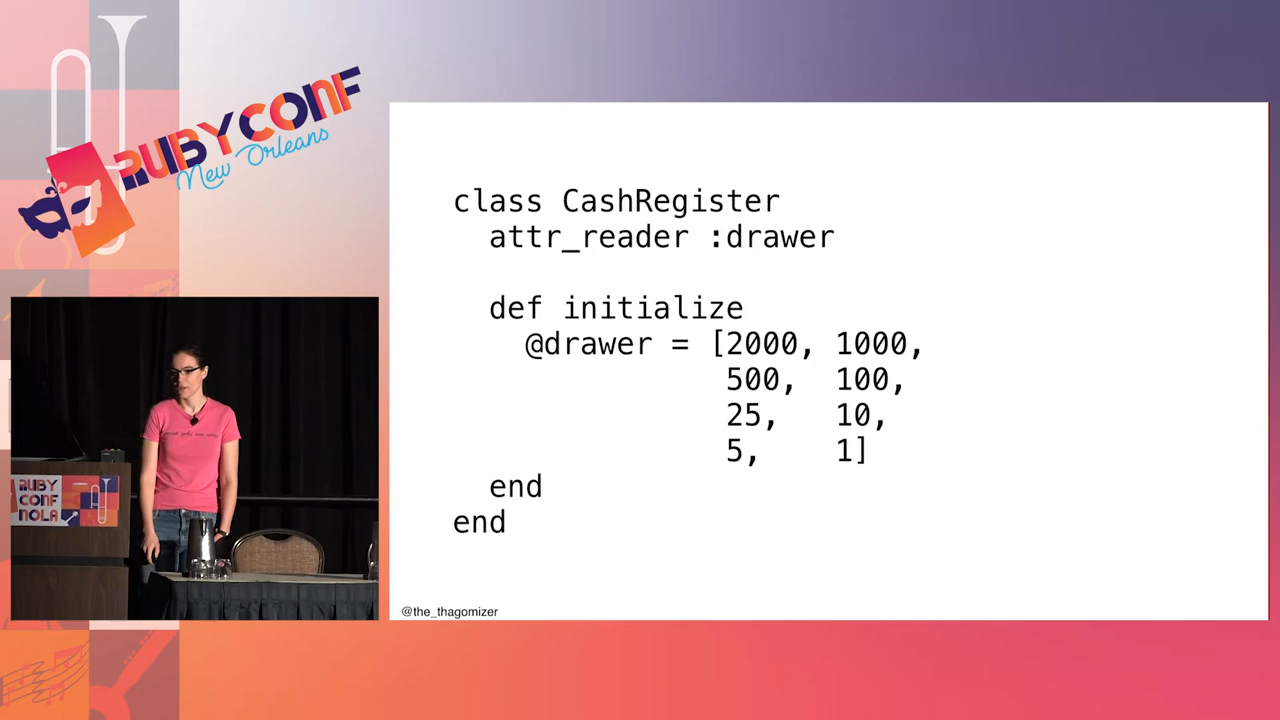 RUBYCONF
New Orleans
class CashRegister
  attr_reader :drawer
  def initialize
    @drawer = [2000, 1000,
               500,  100,
               25,   10,
               5,    1]
  end
end
RUBY
CONF
NOLA
@the_thagomizer